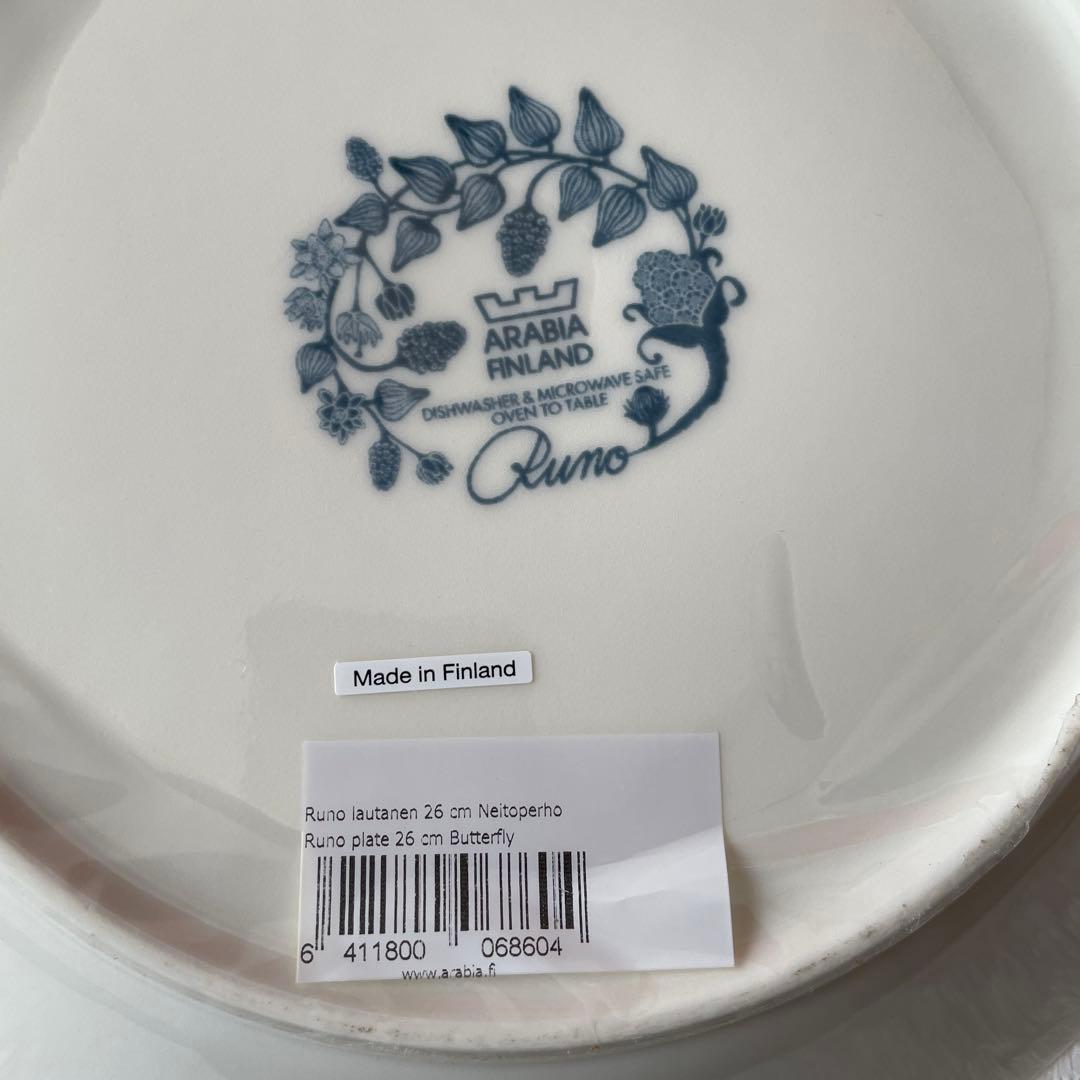 ARABIA
FINLAND
DISHWASHER & MICROWAVE SAFE
OVEN TO TABLE
Runo
Made in Finland
Runo lautanen 26 cm Neitoperho
Runo plate 26 cm Butterfly
6 411800 068604
www.arabia.fi